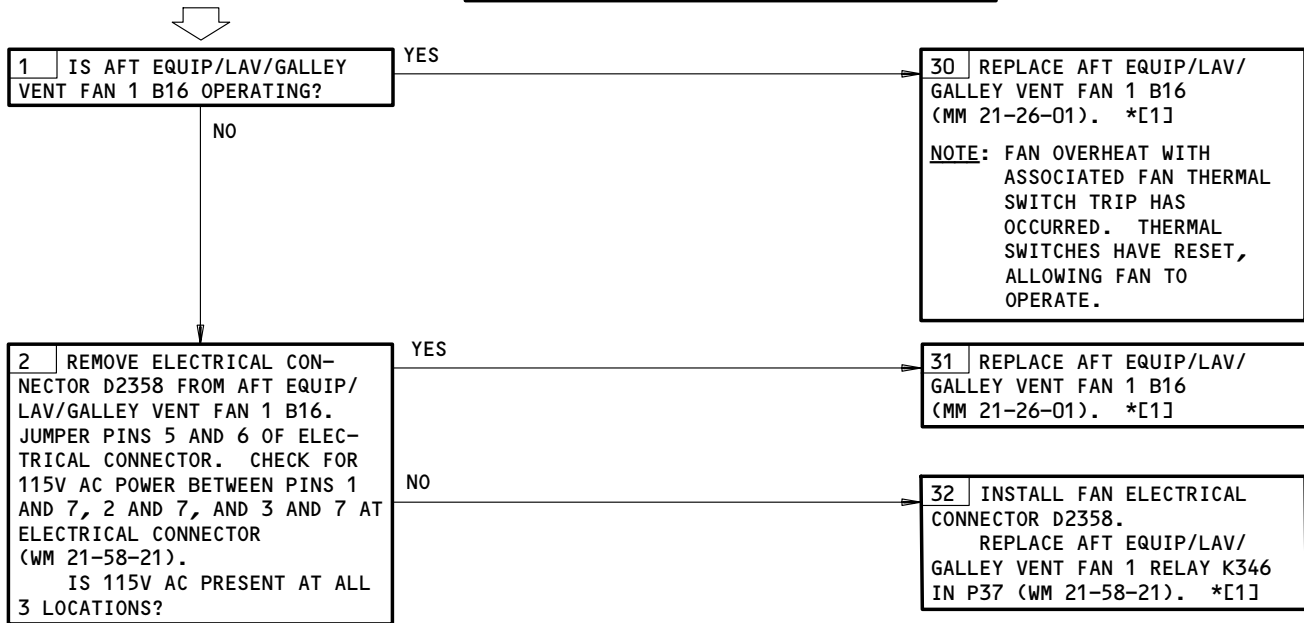 1 IS AFT EQUIP/LAV/GALLEY
VENT FAN 1 B16 OPERATING?
YES
NO
30 REPLACE AFT EQUIP/LAV/
GALLEY VENT FAN 1 B16
(MM 21-26-01). *[1]
NOTE: FAN OVERHEAT WITH
ASSOCIATED FAN THERMAL
SWITCH TRIP HAS
OCCURRED. THERMAL
SWITCHES HAVE RESET,
ALLOWING FAN TO
OPERATE.
2 REMOVE ELECTRICAL CON-
NECTOR D2358 FROM AFT EQUIP/
LAV/GALLEY VENT FAN 1 B16.
JUMPER PINS 5 AND 6 OF ELEC-
TRICAL CONNECTOR. CHECK FOR
115V AC POWER BETWEEN PINS 1
AND 7, 2 AND 7, AND 3 AND 7 AT
ELECTRICAL CONNECTOR
(WM 21-58-21).
IS 115V AC PRESENT AT ALL
3 LOCATIONS?
YES
31 REPLACE AFT EQUIP/LAV/
GALLEY VENT FAN 1 B16
(MM 21-26-01). *[1]
NO
32 INSTALL FAN ELECTRICAL
CONNECTOR D2358.
REPLACE AFT EQUIP/LAV/
GALLEY VENT FAN 1 RELAY K346
IN P37 (WM 21-58-21). *[1]